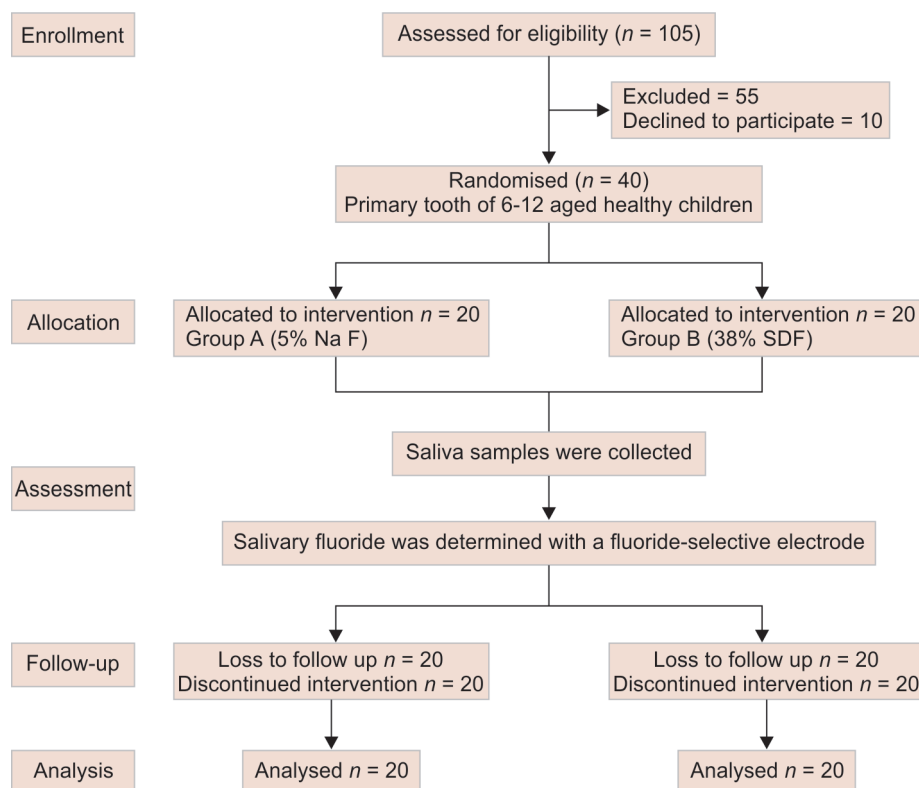 Enrollment
Assessed for eligibility (n = 105)
Excluded = 55
Declined to participate = 10
Randomised (n = 40)
Primary tooth of 6-12 aged healthy children
Allocation
Allocated to intervention n = 20
Group A (5% Na F)
Allocated to intervention n = 20
Group B (38% SDF)
Saliva samples were collected
Assessment
Salivary fluoride was determined with a fluoride-selective electrode
Follow-up
Loss to follow up n = 20
Discontinued intervention n = 20
Loss to follow up n = 20
Discontinued intervention n = 20
Analysis
Analysed n = 20
Analysed n = 20